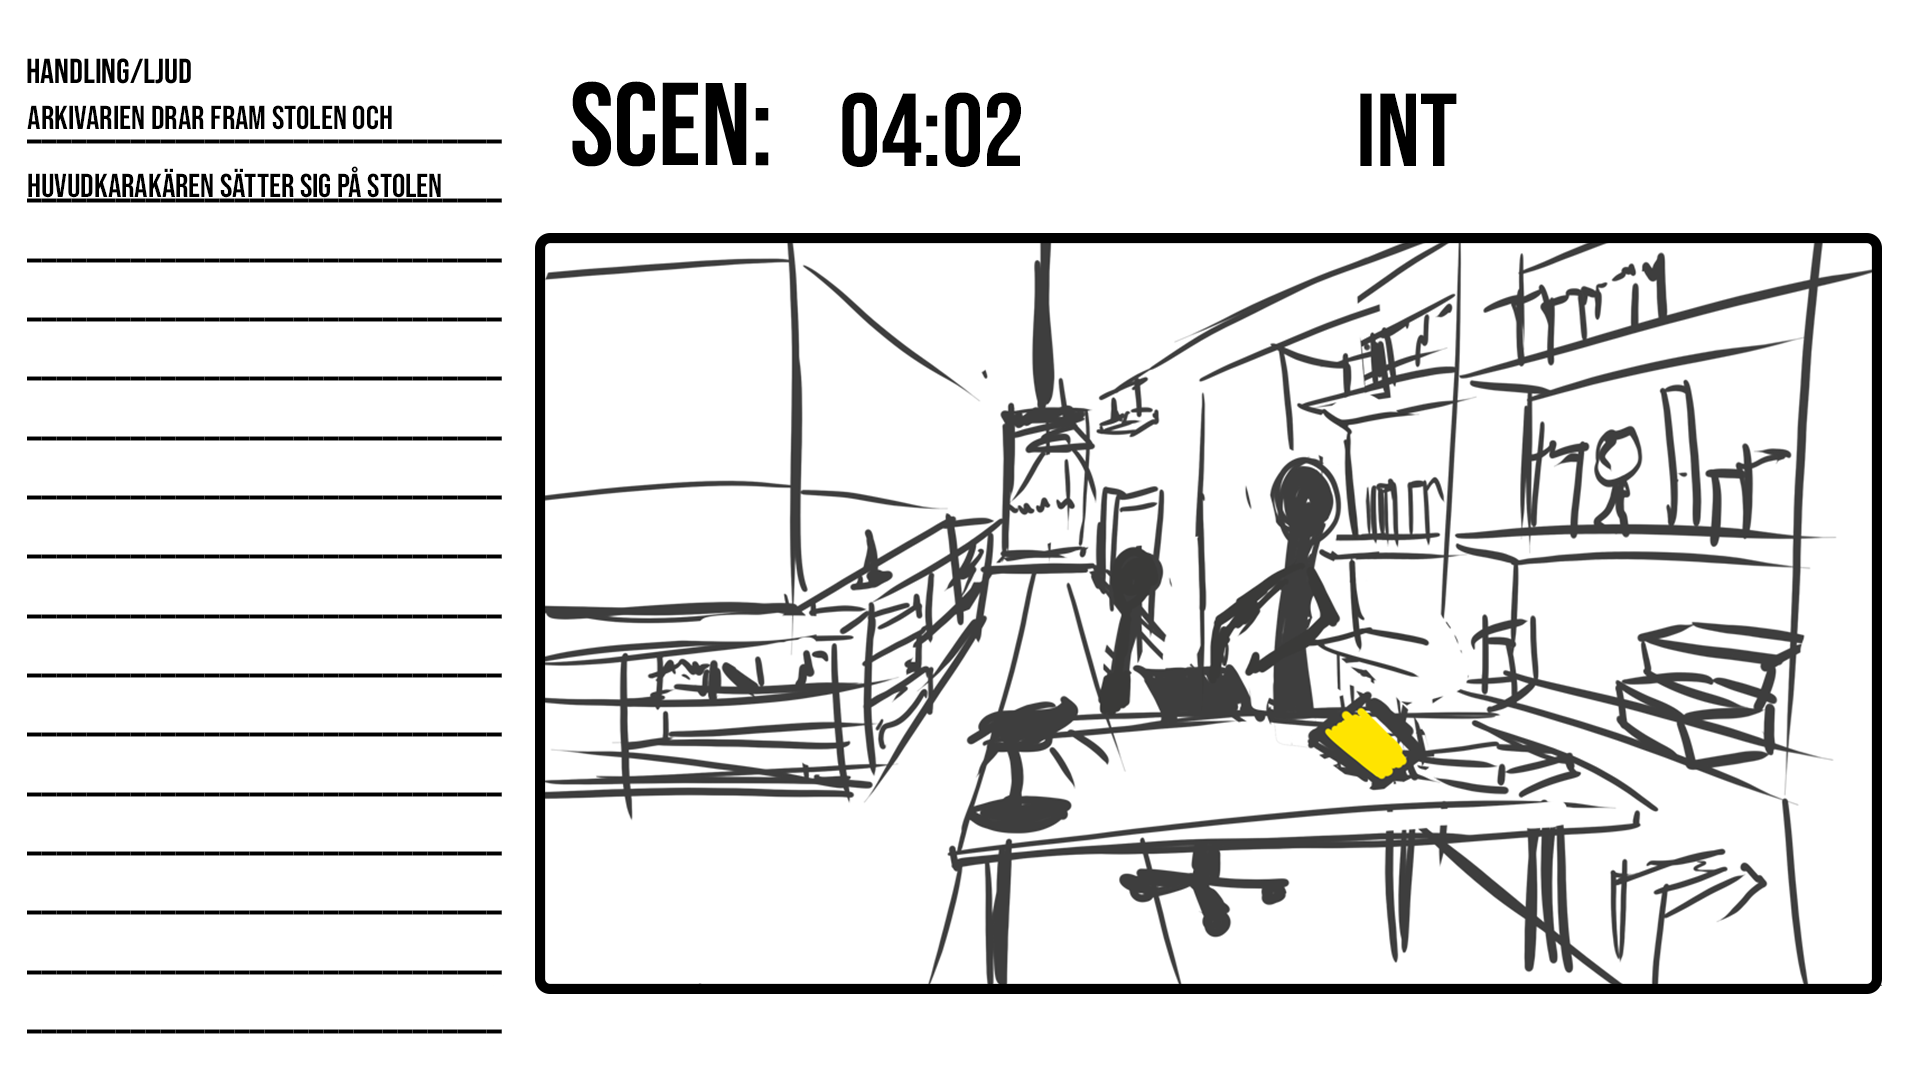 HANDLING/LJUD
ARKIVARIEN DRAR FRAM STOLEN OCH
HUVUDKARAKÄREN SÄTTER SIG PÅ STOLEN
SCEN: 04:02 INT